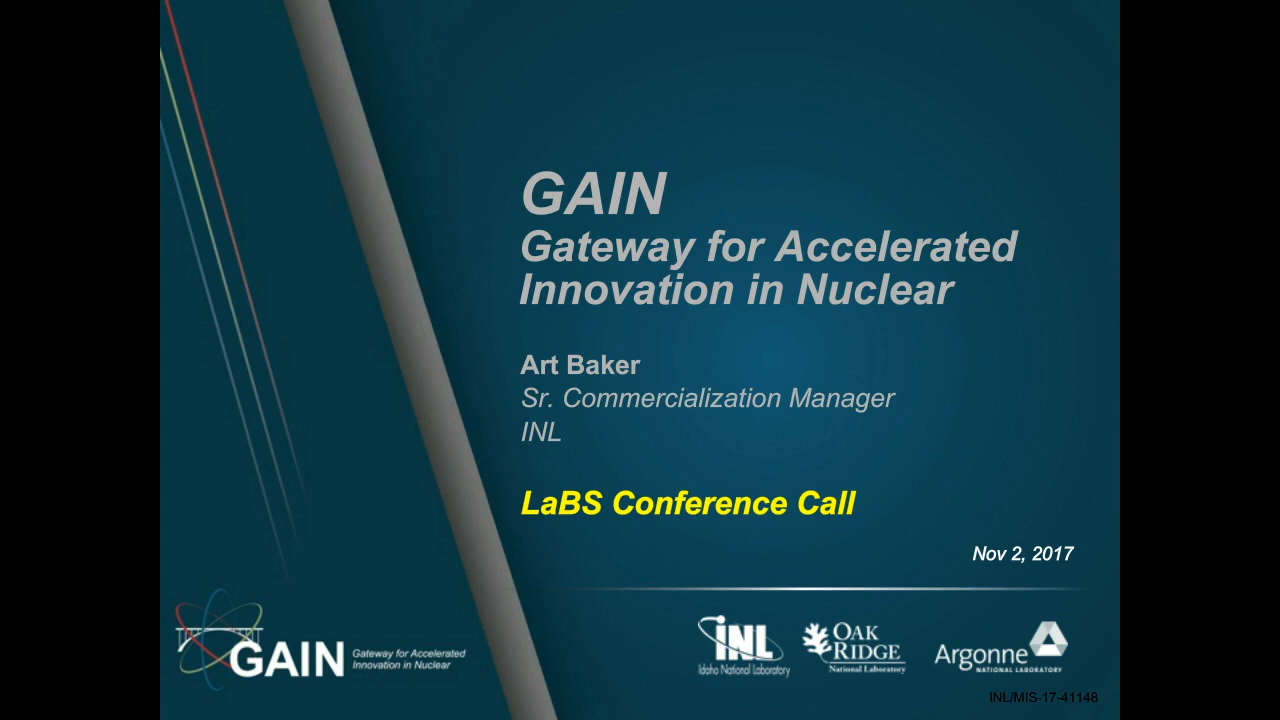 GAIN
Gateway for Accelerated
Innovation in Nuclear
Art Baker
Sr. Commercialization Manager
INL
LaBS Conference Call
Nov 2, 2017
GAIN
Gateway for Accelerated
Innovation in Nuclear
INL
Idaho National Laboratory
OAK
RIDGE
National Laboratory
Argonne
NATIONAL LABORATORY
INL/MIS-17-41148